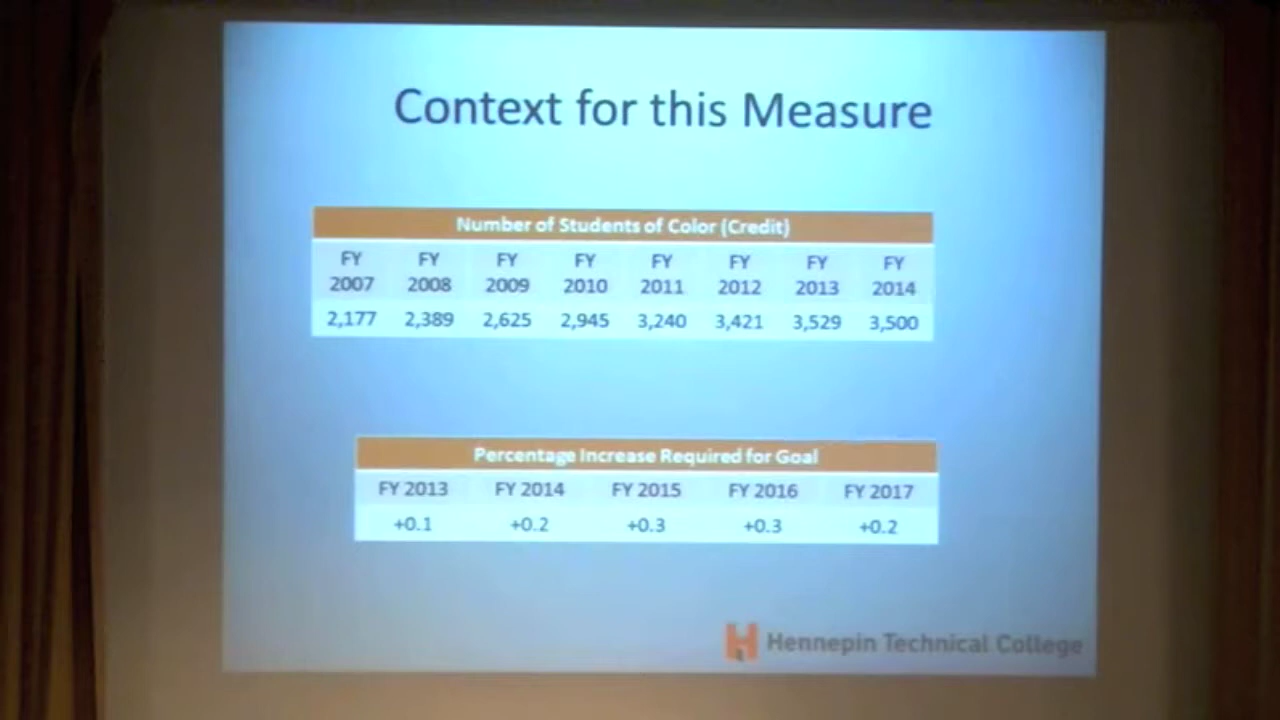 Context for this Measure
Number of Students of Color (Credit)
FY 2007 FY 2008 FY 2009 FY 2010 FY 2011 FY 2012 FY 2013 FY 2014
2,177 2,389 2,625 2,945 3,240 3,421 3,529 3,500
Percentage Increase Required for Goal
FY 2013 FY 2014 FY 2015 FY 2016 FY 2017
+0.1 +0.2 +0.3 +0.3 +0.2
Hennepin Technical College